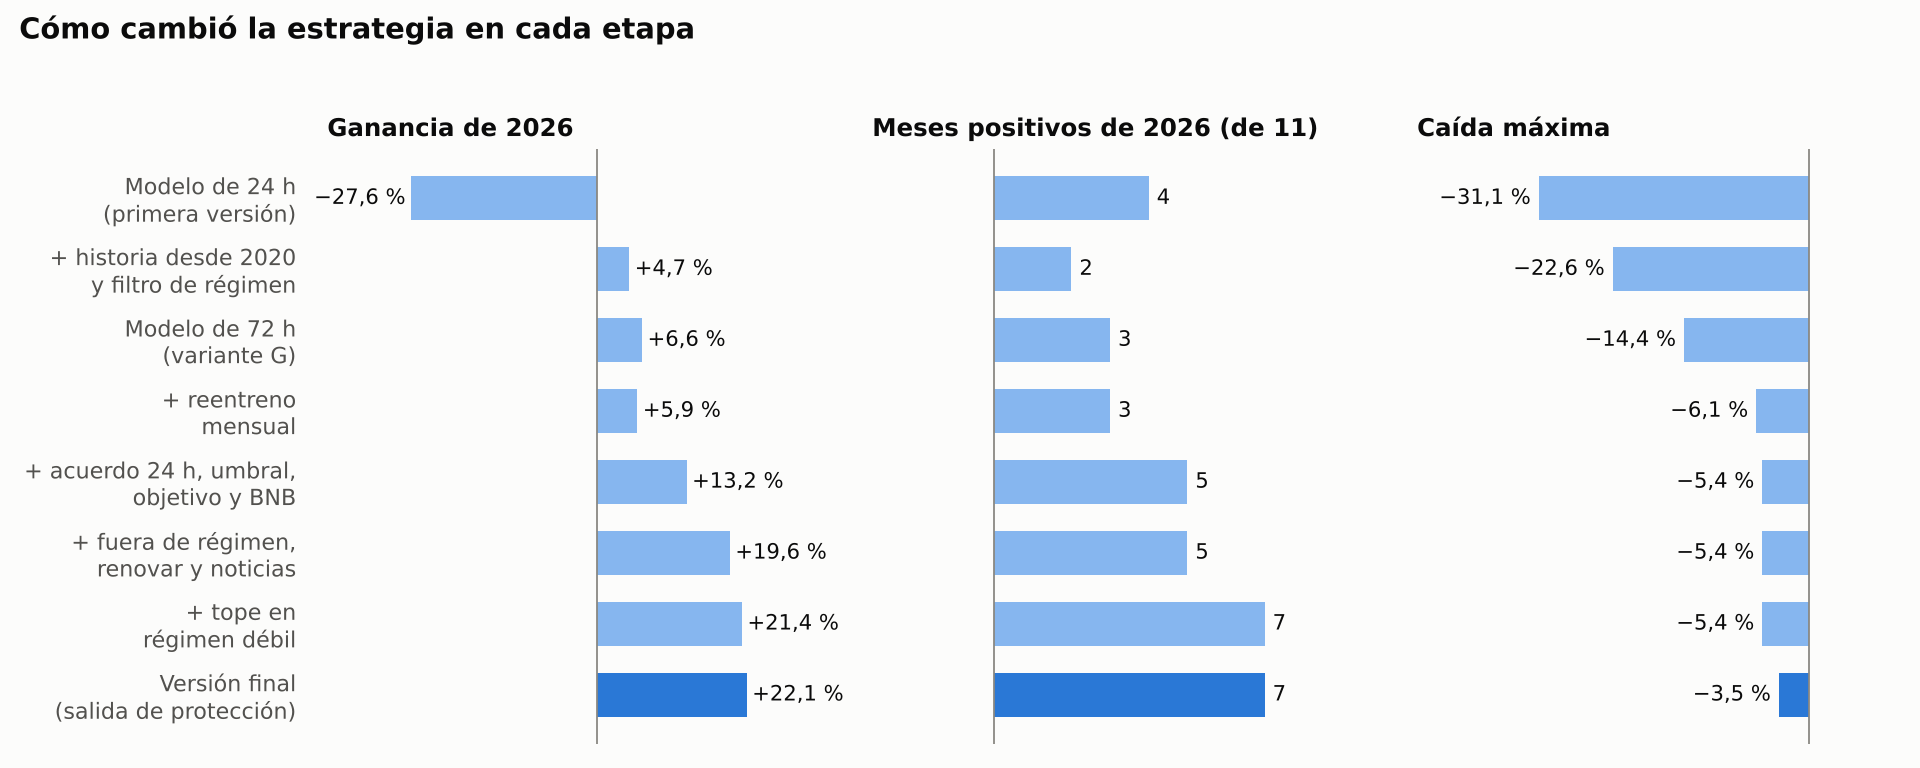 Cómo cambió la estrategia en cada etapa
Ganancia de 2026
Meses positivos de 2026 (de 11)
Caída máxima
Modelo de 24 h
(primera versión)
−27,6 %
4
−31,1 %
+ historia desde 2020
y filtro de régimen
+4,7 %
2
−22,6 %
Modelo de 72 h
(variante G)
+6,6 %
3
−14,4 %
+ reentreno
mensual
+5,9 %
3
−6,1 %
+ acuerdo 24 h, umbral,
objetivo y BNB
+13,2 %
5
−5,4 %
+ fuera de régimen,
renovar y noticias
+19,6 %
5
−5,4 %
+ tope en
régimen débil
+21,4 %
7
−5,4 %
Versión final
(salida de protección)
+22,1 %
7
−3,5 %